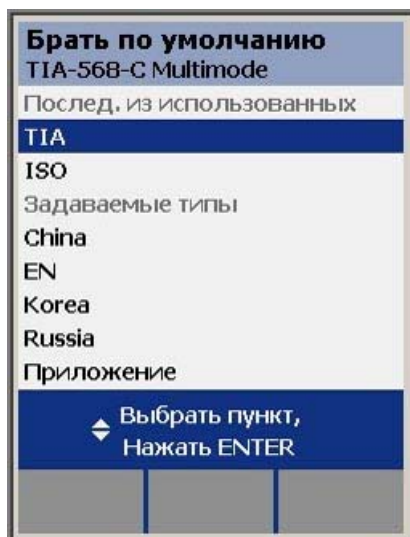 Брать по умолчанию
TIA-568-C Multimode
Послед. из использованных
TIA
ISO
Задаваемые типы
China
EN
Korea
Russia
Приложение
Выбрать пункт,
Нажать ENTER